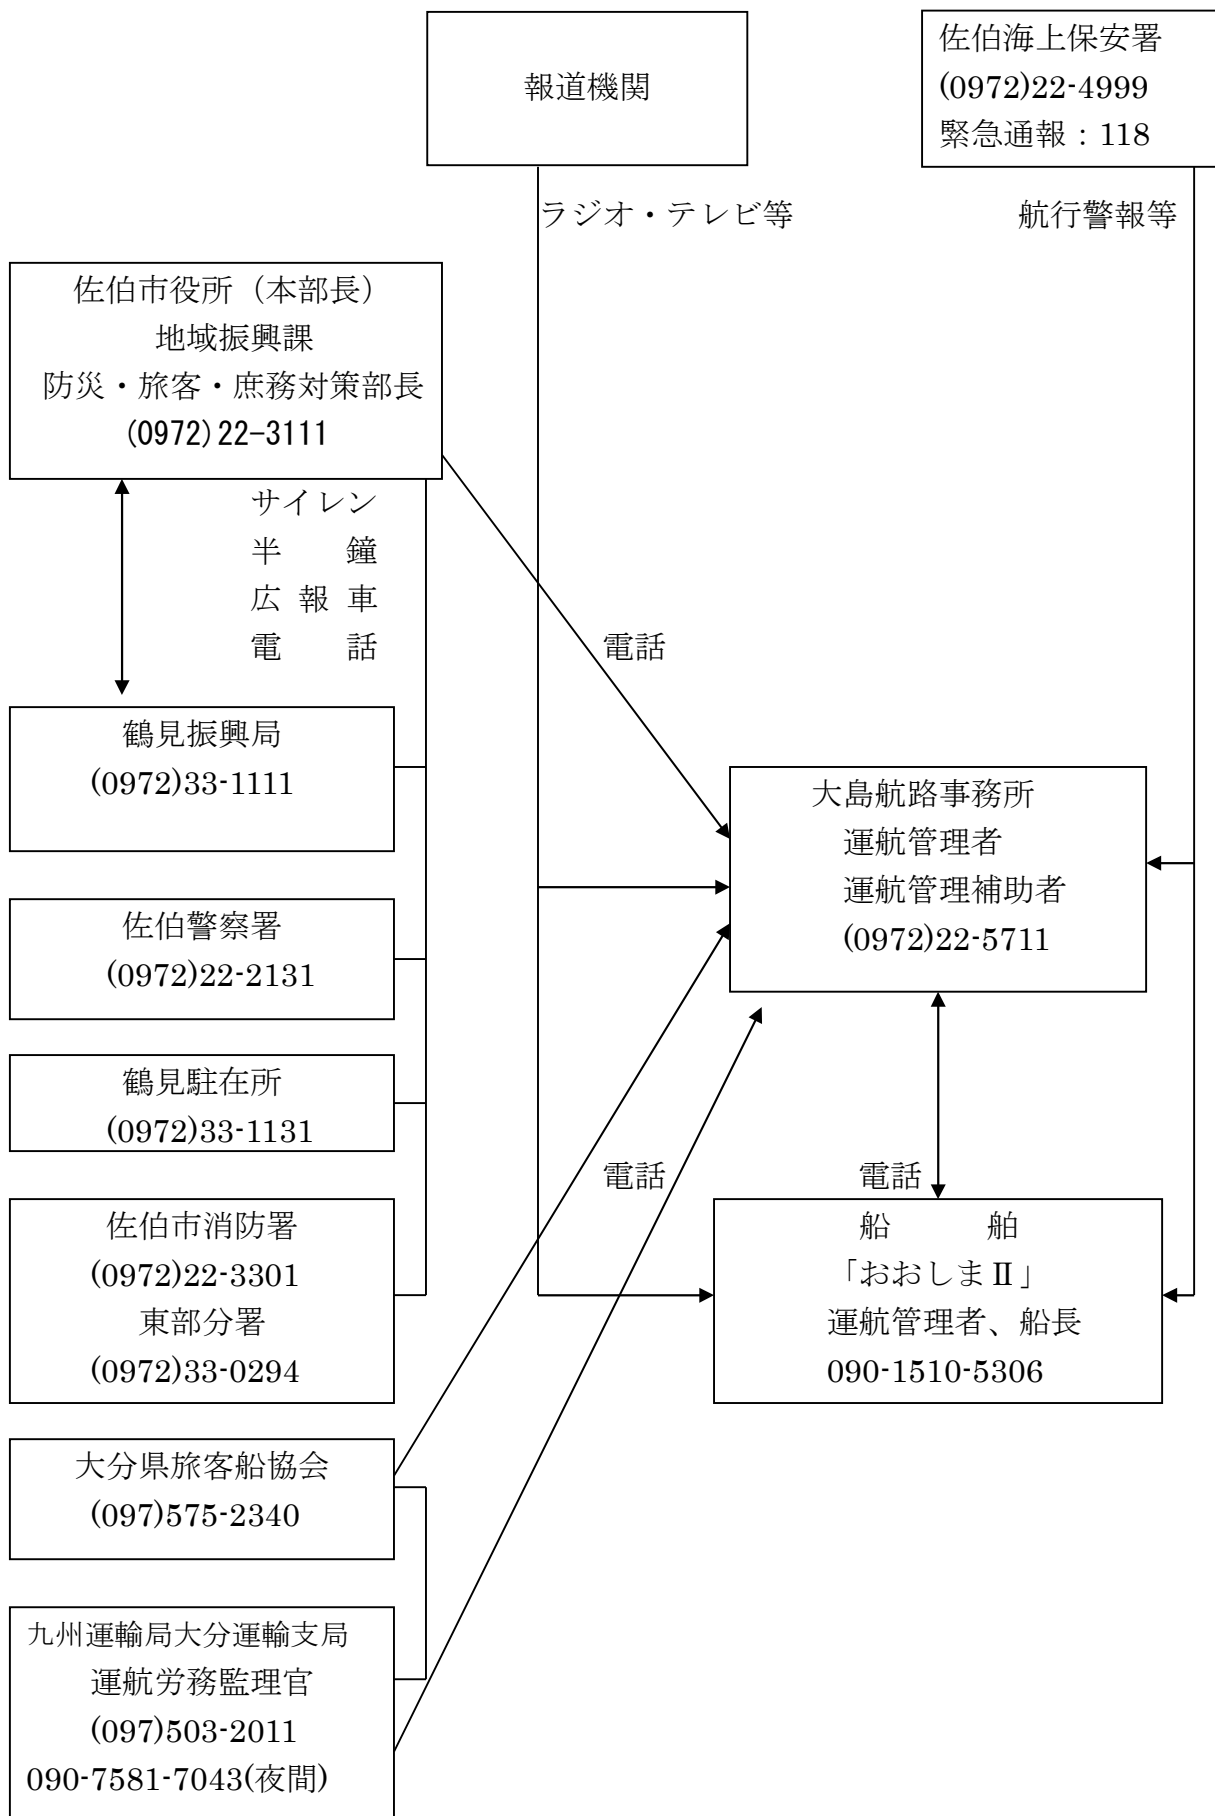 報道機関
佐伯海上保安署
(0972)22-4999
緊急通報：118
ラジオ・テレビ等
航行警報等
佐伯市役所（本部長）
地域振興課
防災・旅客・庶務対策部長
(0972)22-3111
サイレン
半　　鐘
広 報 車
電　　話
電話
鶴見振興局
(0972)33-1111
大島航路事務所
運航管理者
運航管理補助者
(0972)22-5711
佐伯警察署
(0972)22-2131
鶴見駐在所
(0972)33-1131
電話
電話
佐伯市消防署
(0972)22-3301
東部分署
(0972)33-0294
船　　　舶
「おおしまⅡ」
運航管理者、船長
090-1510-5306
大分県旅客船協会
(097)575-2340
九州運輸局大分運輸支局
運航労務監理官
(097)503-2011
090-7581-7043(夜間)